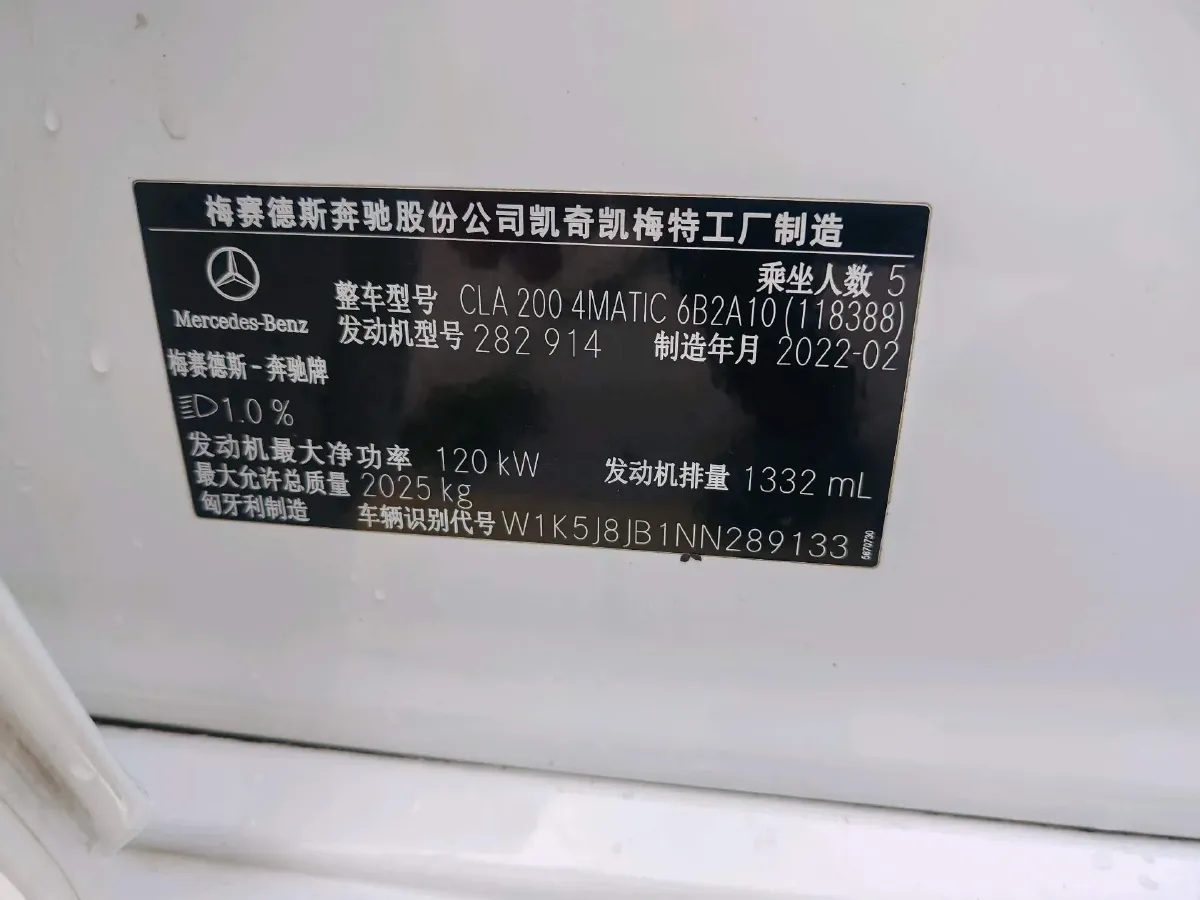 梅赛德斯奔驰股份公司凯奇凯梅特工厂制造
乘坐人数 5
整车型号 CLA 200 4MATIC 6B2A10 (118388)
Mercedes-Benz
发动机型号 282 914 制造年月 2022-02
梅赛德斯-奔驰牌
1.0 %
发动机最大净功率 120 kW 发动机排量 1332 mL
最大允许总质量 2025 kg
匈牙利制造 车辆识别代号 W1K5J8JB1NN289133
5670730